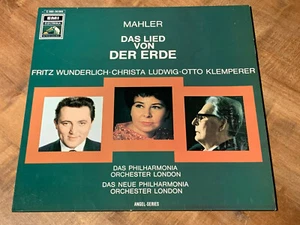 EMI
MAHLER
DAS LIED
VON
DER ERDE
FRITZ WUNDERLICH-CHRISTA LUDWIG-OTTO KLEMPERER
DAS PHILHARMONIA
ORCHESTER LONDON
DAS NEUE PHILHARMONIA
ORCHESTER LONDON
ANGEL-SERIES